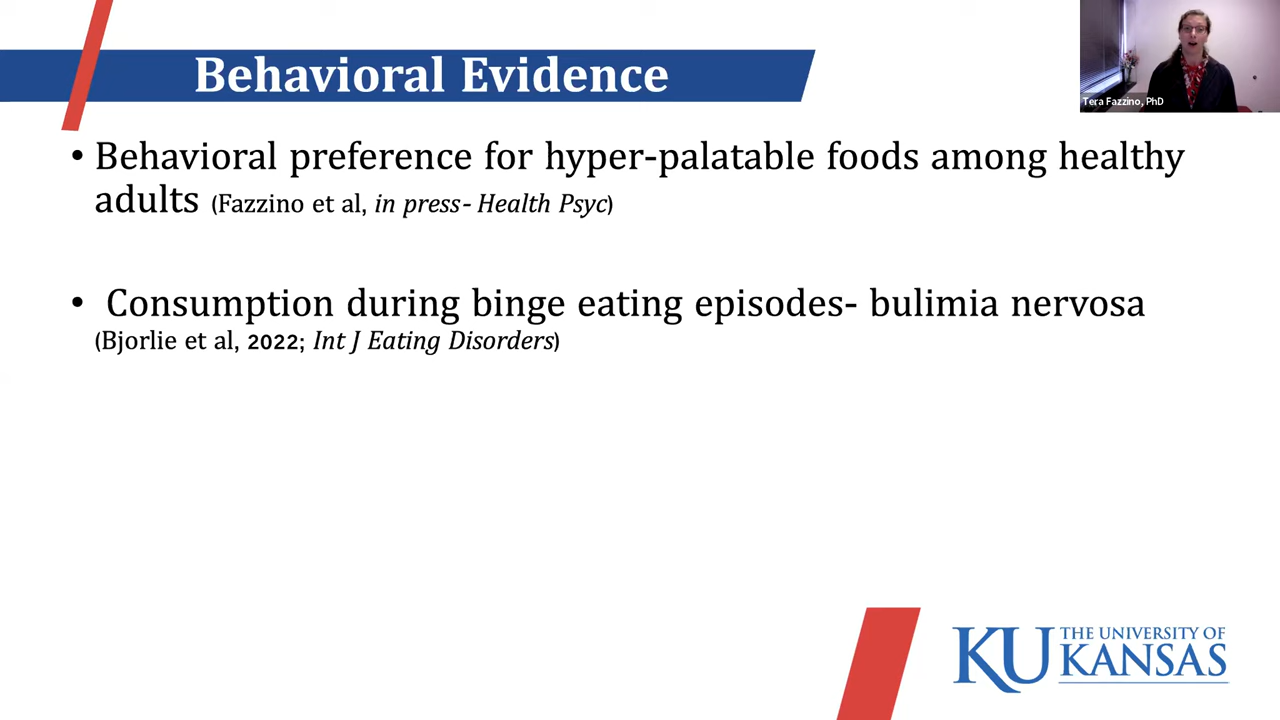 Behavioral Evidence
Tera Fazzino, PhD
• Behavioral preference for hyper-palatable foods among healthy
adults (Fazzino et al, in press- Health Psyc)
• Consumption during binge eating episodes- bulimia nervosa
(Bjorlie et al, 2022; Int J Eating Disorders)
KU THE UNIVERSITY OF
KANSAS